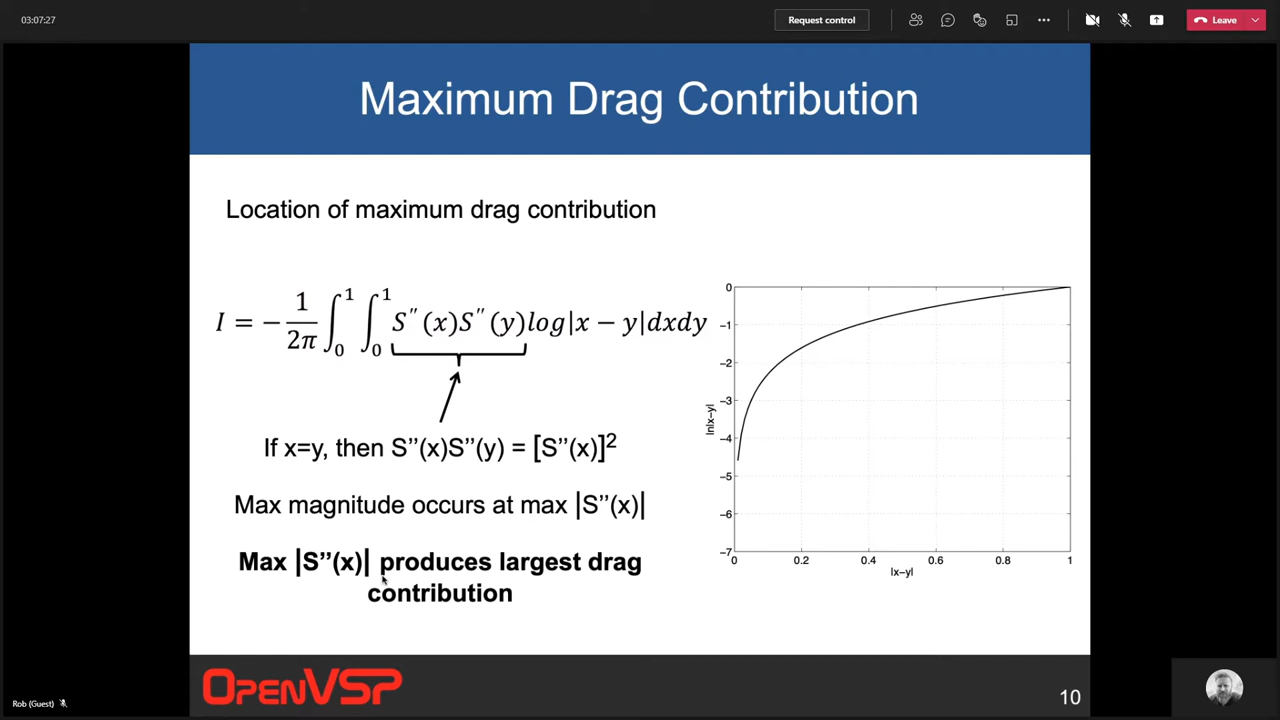 03:07:27
Request control
Leave
Maximum Drag Contribution
Location of maximum drag contribution
I = −1/2π ∫₀¹ ∫₀¹ S″(x)S″(y)log|x − y|dxdy
If x=y, then S’’(x)S’’(y) = [S’’(x)]²
Max magnitude occurs at max |S’’(x)|
Max |S’’(x)| produces largest drag
contribution
0
−1
−2
−3
−4
−5
−6
−7
ln|x−y|
0 0.2 0.4 0.6 0.8 1
|x−y|
OPENVSP
10
Rob (Guest)